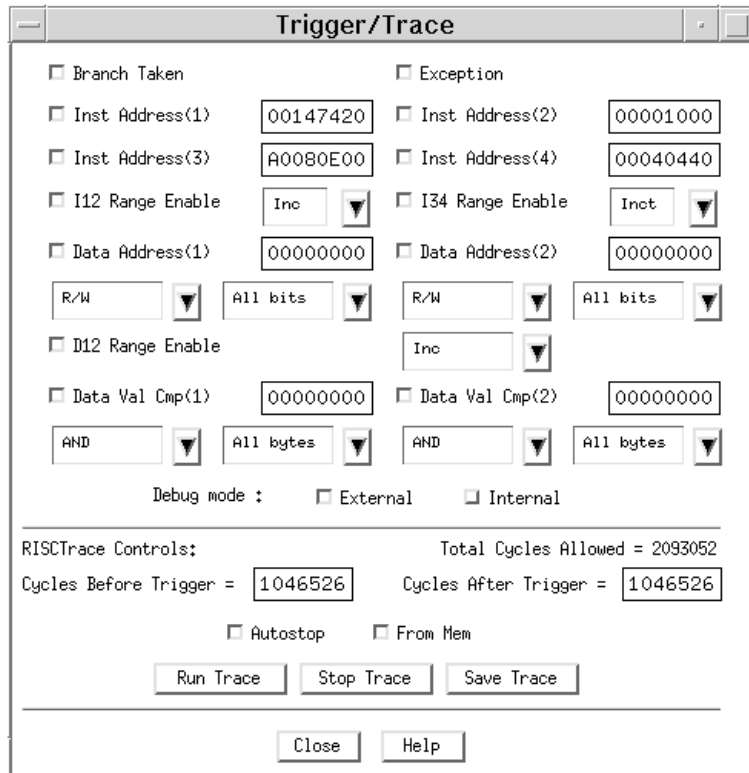 Trigger/Trace
Branch Taken Exception
Inst Address(1) 00147420 Inst Address(2) 00001000
Inst Address(3) A0080E00 Inst Address(4) 00040440
I12 Range Enable Inc I34 Range Enable Inct
Data Address(1) 00000000 Data Address(2) 00000000
R/W All bits R/W All bits
D12 Range Enable Inc
Data Val Cmp(1) 00000000 Data Val Cmp(2) 00000000
AND All bytes AND All bytes
Debug mode : External Internal
RISCTrace Controls: Total Cycles Allowed = 2093052
Cycles Before Trigger = 1046526 Cycles After Trigger = 1046526
Autostop From Mem
Run Trace Stop Trace Save Trace
Close Help